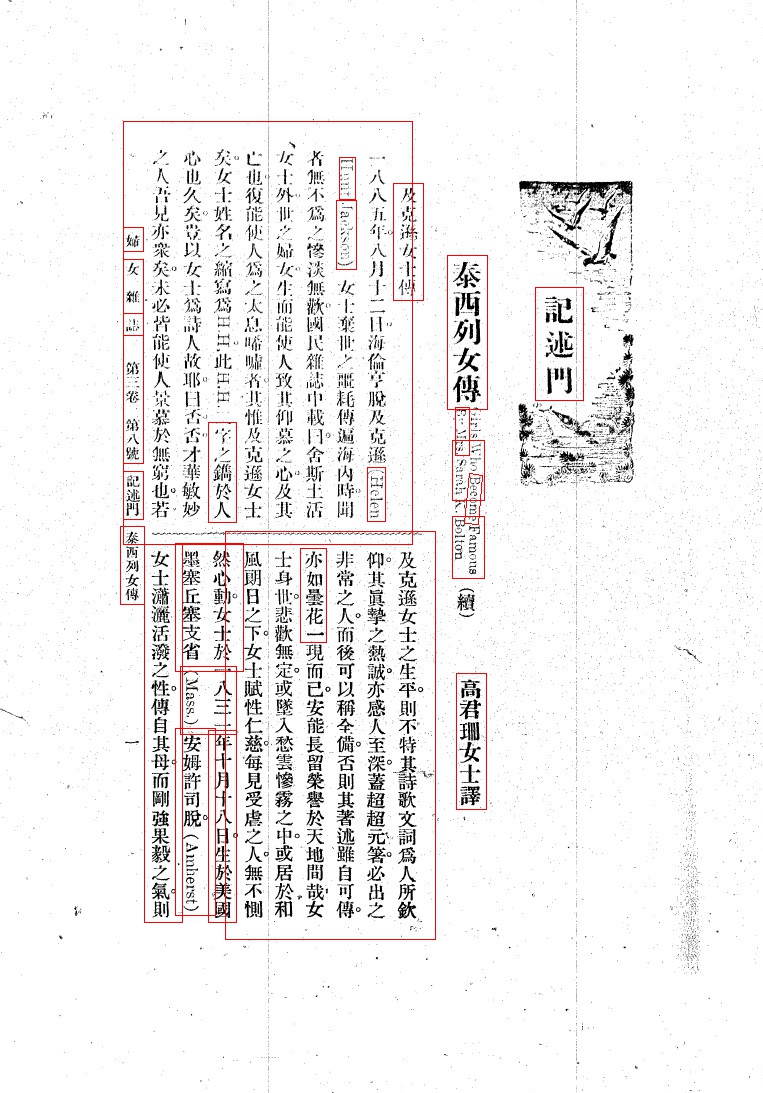 記述門
泰西列女傳
Girls Who Become Famous
By Mrs. Sarah K. Bolton
(續)
高君珊女士譯
及克遜女士傳
一八八五年八月十二日海倫亨脫及克遜(Helen
Hunt Jackson)女士棄世之噩耗傳遍海內時聞
者無不爲之慘淡無歡國民雜誌中載曰舍斯土活
女士外世之婦女生而能使人致其仰慕之心及其
亡也復能使人爲之太息唏噓者其惟及克遜女士
矣女士姓名之縮寫爲H.H.此H.H.二字之鐫於人
心也久矣豈以女士爲詩人故耶曰否否才華敏妙
之人吾見亦衆矣未必皆能使人景慕於無窮也若
及克遜女士之生平則不特其詩歌文詞爲人所欽
仰其眞摯之熱誠亦感人至深蓋超超元箸必出之
非常之人而後可以稱全備否則其著述雖自可傳
亦如曇花一現而已安能長留榮譽於天地間哉女
士身世悲歡無定或墜入愁雲慘霧之中或居於和
風朗日之下女士賦性仁慈每見受虐之人無不惻
然心動女士於一八三一年十月十八日生於美國
墨塞丘塞支省(Mass.)安姆許司脫(Amherst)
女士瀟灑活潑之性傳自其母而剛強果毅之氣則
婦女雜誌 第三卷 第八號 記述門 泰西列女傳 一